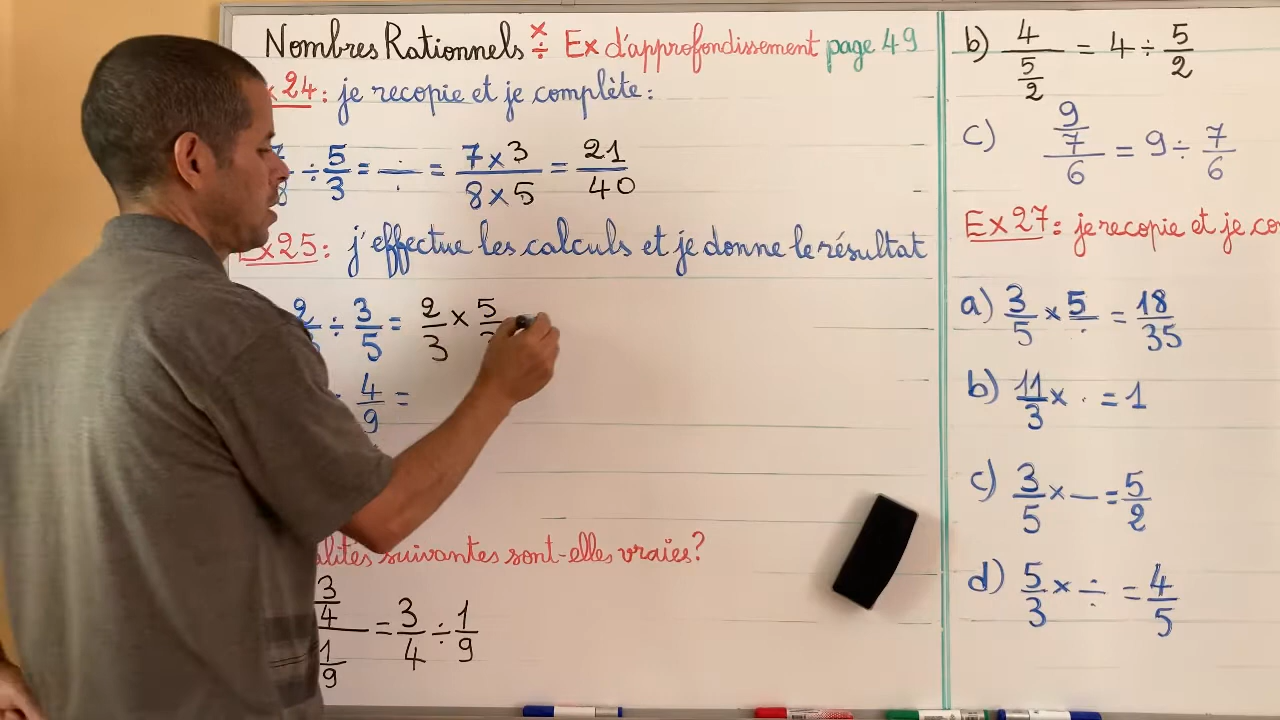 Nombres Rationnels × ÷ Ex d'approfondissement page 49
x24: je recopie et je complète:
7/8 ÷ 5/3 = ÷ = 7 × 3 / 8 × 5 = 21/40
Ex25: j'effectue les calculs et je donne le résultat
2/ ÷ 3/5 = 2/3 × 5/
4/9 =
alités suivantes sont-elles vraies?
3/4 / 1/9 = 3/4 ÷ 1/9
b) 4 / 5/2 = 4 ÷ 5/2
c) 9/7 / 6 = 9 ÷ 7/6
Ex27: je recopie et je co
a) 3/5 × 5/. = 18/35
b) 11/3 × . = 1
c) 3/5 × — = 5/2
d) 5/3 × ÷ = 4/5